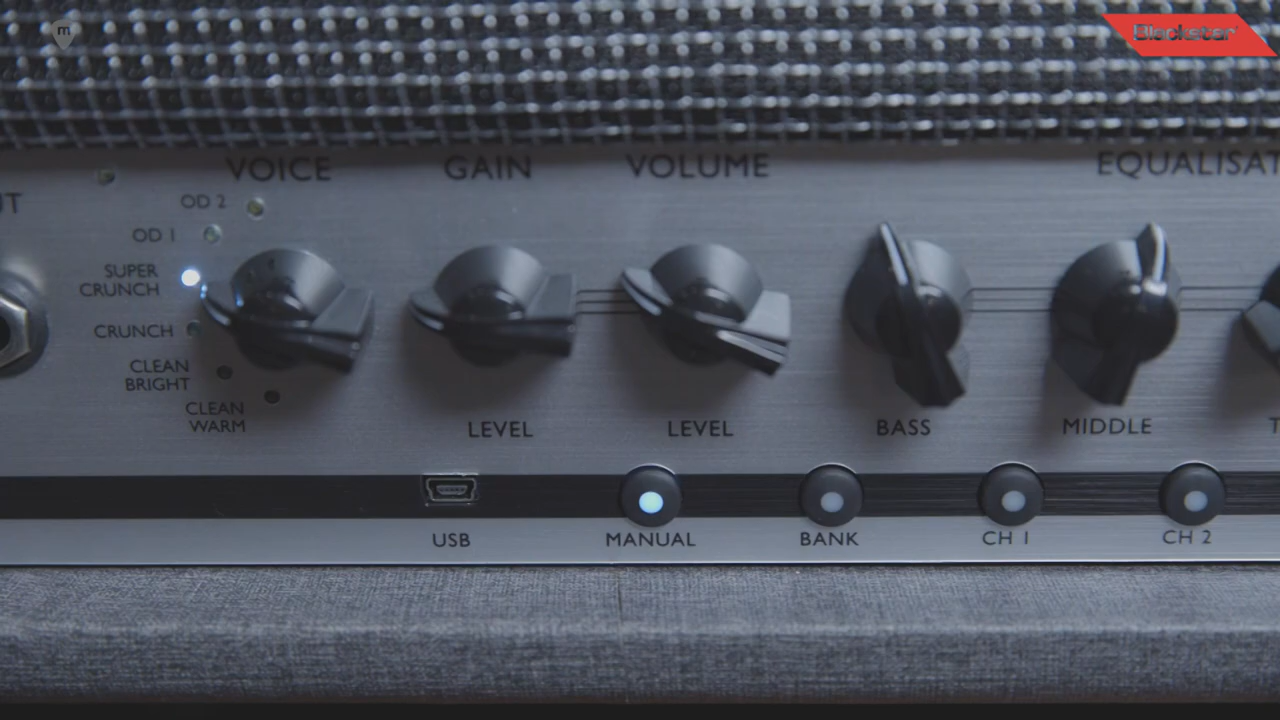 m
Blackstar
VOICE
GAIN
VOLUME
EQUALISAT
UT
OD 2
OD 1
SUPER
CRUNCH
CRUNCH
CLEAN
BRIGHT
CLEAN
WARM
LEVEL
LEVEL
BASS
MIDDLE
T
USB
MANUAL
BANK
CH 1
CH 2